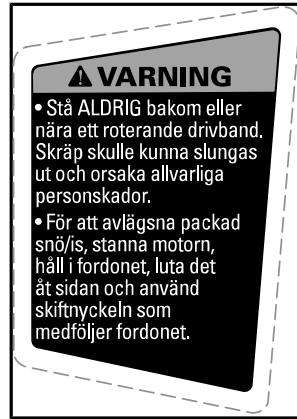 ⚠ VARNING
• Stå ALDRIG bakom eller
nära ett roterande drivband.
Skräp skulle kunna slungas
ut och orsaka allvarliga
personskador.
• För att avlägsna packad
snö/is, stanna motorn,
håll i fordonet, luta det
åt sidan och använd
skiftnyckeln som
medföljer fordonet.